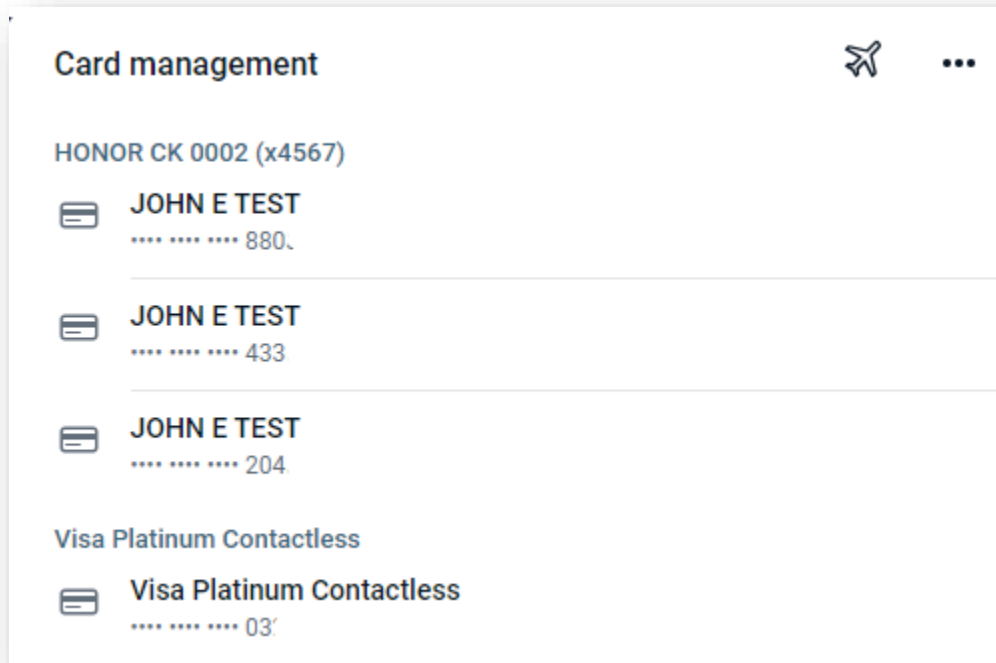 Card management
HONOR CK 0002 (x4567)
JOHN E TEST
•••• •••• •••• 880
JOHN E TEST
•••• •••• •••• 433
JOHN E TEST
•••• •••• •••• 204
Visa Platinum Contactless
Visa Platinum Contactless
•••• •••• •••• 03